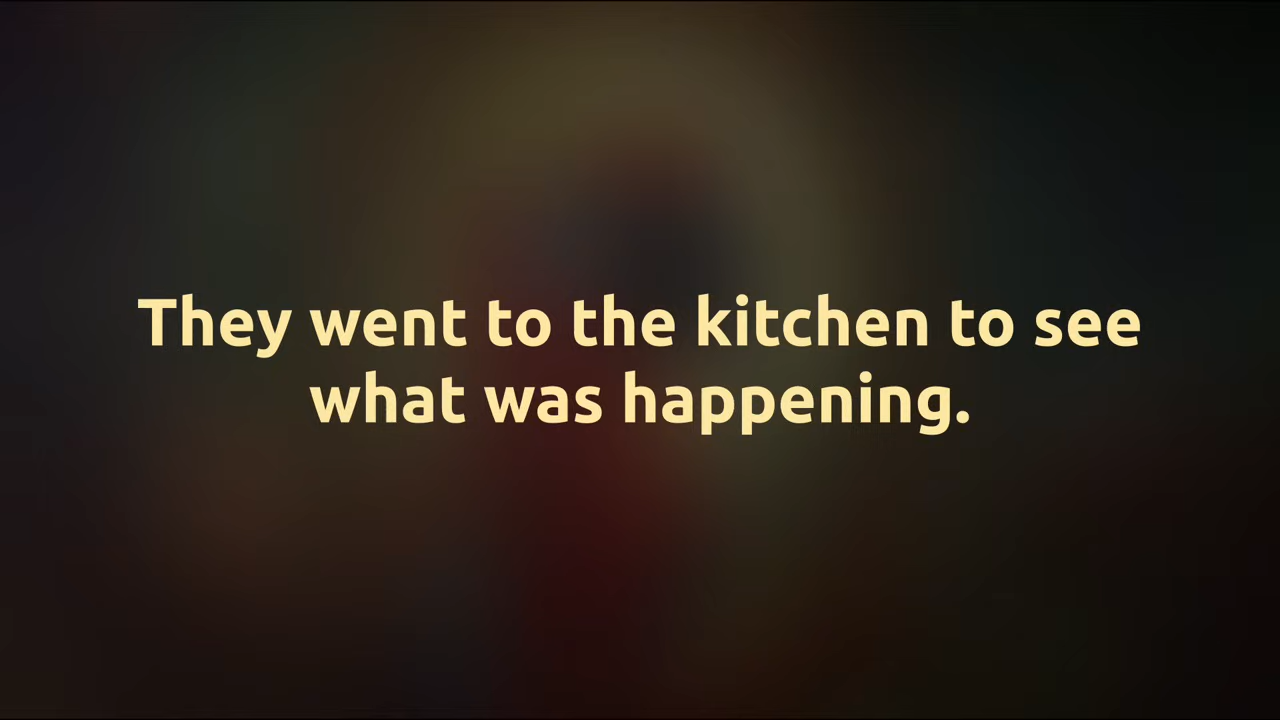 They went to the kitchen to see
what was happening.